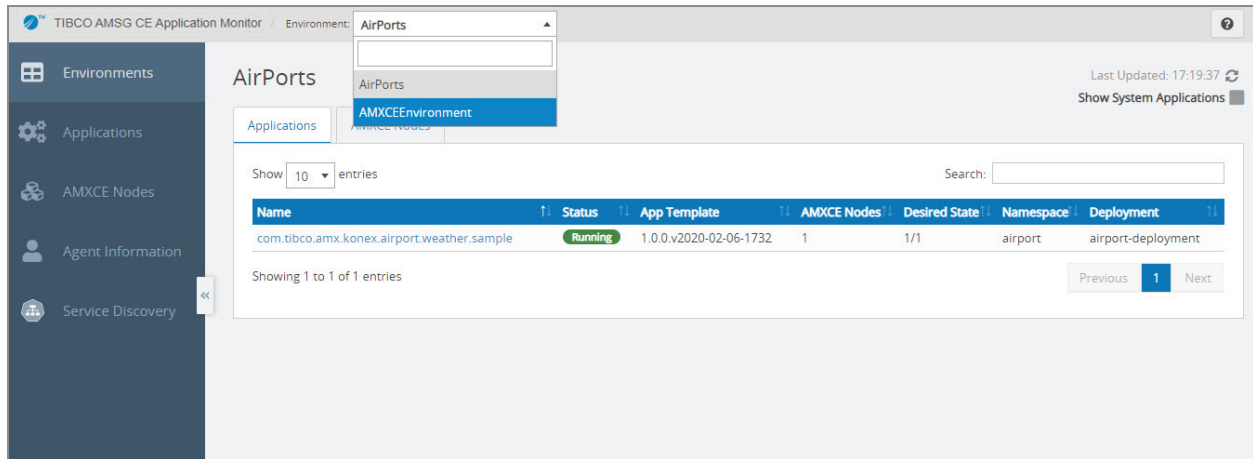 TIBCO AMSG CE Application Monitor / Environment: AirPorts
AirPorts
AMXCEEnvironment
Environments
Applications
AMXCE Nodes
Agent Information
Service Discovery
AirPorts
Last Updated: 17:19:37
Show System Applications
Applications AMXCE Nodes
Show 10 entries Search:
Name Status App Template AMXCE Nodes Desired State Namespace Deployment
com.tibco.amx.konex.airport.weather.sample Running 1.0.0.v2020-02-06-1732 1 1/1 airport airport-deployment
Showing 1 to 1 of 1 entries Previous 1 Next